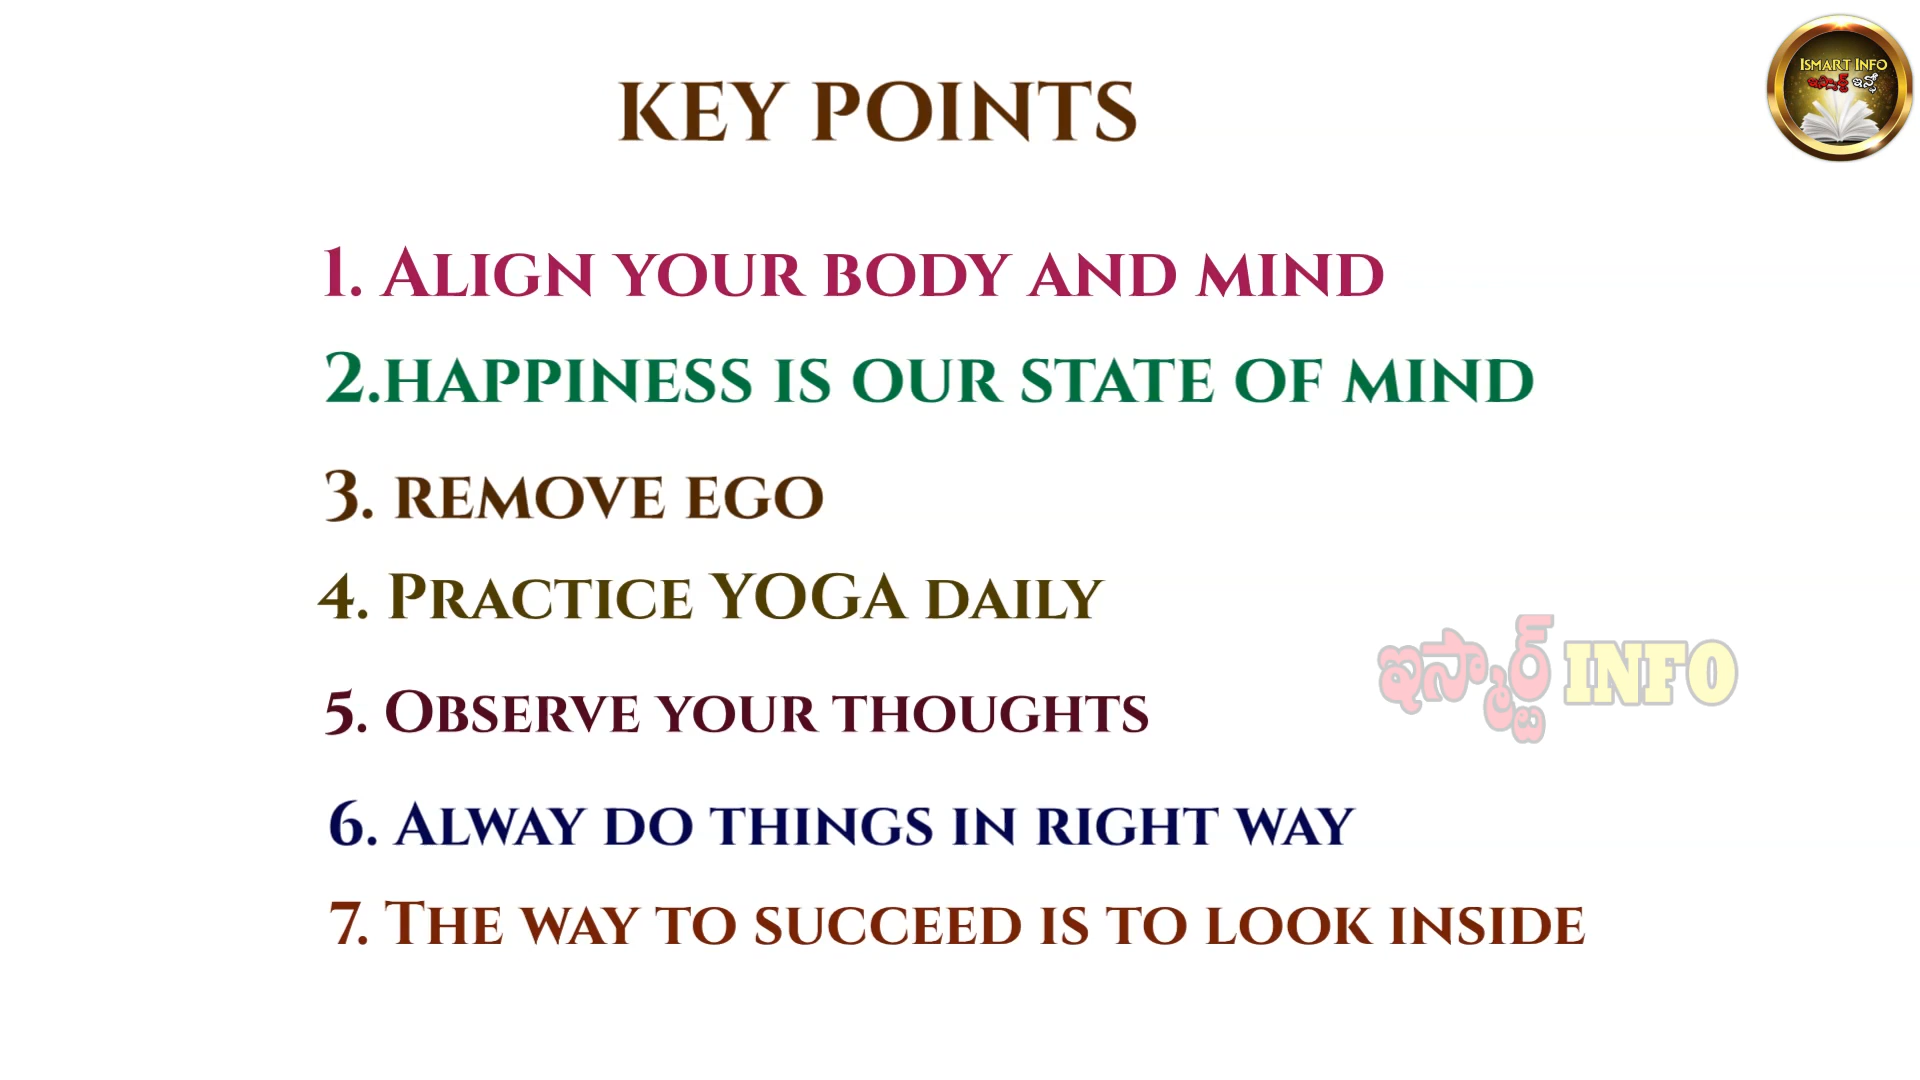 KEY POINTS
ISMART INFO
ఇస్మార్ట్ ఇన్ఫో
1. ALIGN YOUR BODY AND MIND
2.HAPPINESS IS OUR STATE OF MIND
3. REMOVE EGO
4. PRACTICE YOGA DAILY
ఇస్మార్ట్ INFO
5. OBSERVE YOUR THOUGHTS
6. ALWAY DO THINGS IN RIGHT WAY
7. THE WAY TO SUCCEED IS TO LOOK INSIDE